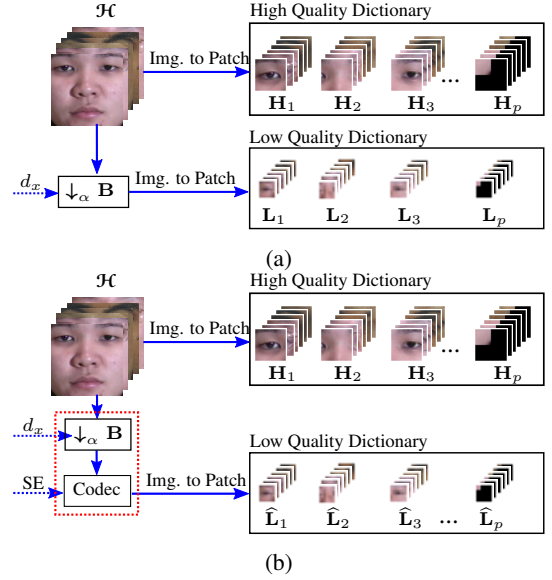 ℋ
High Quality Dictionary
Img. to Patch
...
H₁ H₂ H₃ Hₚ
Low Quality Dictionary
dₓ
↓α B
Img. to Patch
L₁ L₂ L₃ Lₚ
(a)
ℋ
High Quality Dictionary
Img. to Patch
...
H₁ H₂ H₃ Hₚ
dₓ
↓α B
Low Quality Dictionary
SE
Codec
Img. to Patch
L̂₁ L̂₂ L̂₃ ... L̂ₚ
(b)